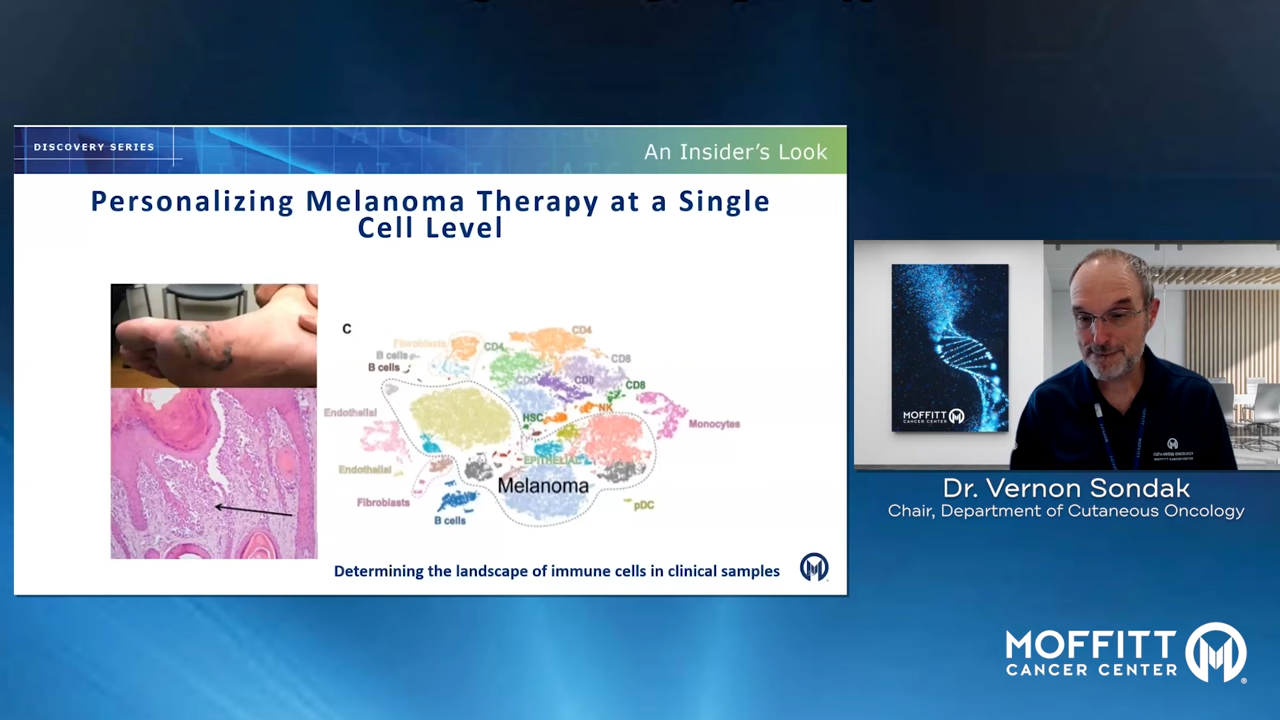 DISCOVERY SERIES
An Insider's Look
Personalizing Melanoma Therapy at a Single
Cell Level
C
Fibroblasts
CD4
CD4
B cells
B cells
CD8
CD8
CD8
Endothelial
HSC
NK
Monocytes
EPITHELIAL
Endothelial
Melanoma
Fibroblasts
B cells
pDC
Determining the landscape of immune cells in clinical samples
MOFFITT
CANCER CENTER
Dr. Vernon Sondak
Chair, Department of Cutaneous Oncology
MOFFITT
CANCER CENTER